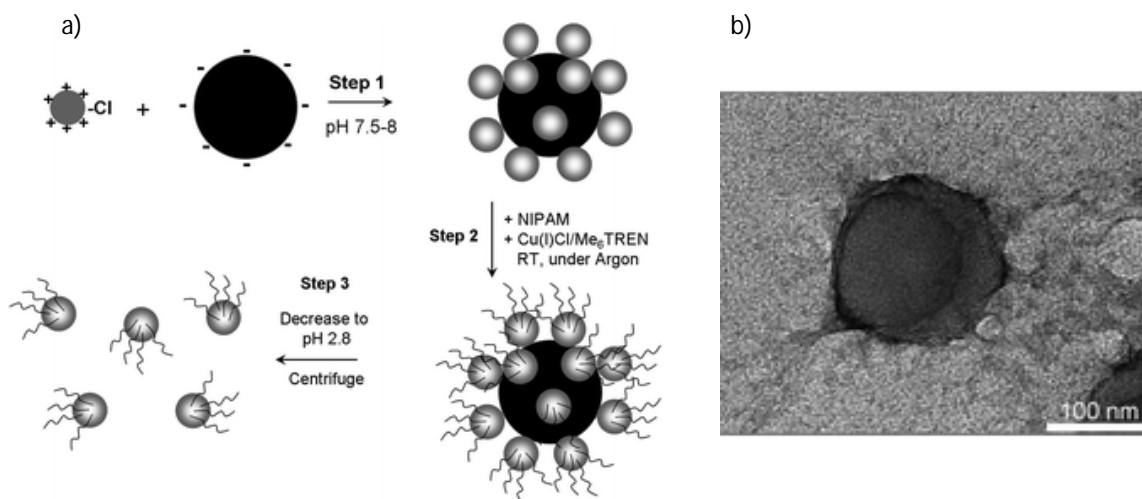 a)
b)
+ + + + + + +
-Cl
+
- - - - - - - -
Step 1
pH 7.5-8
Step 2
+ NIPAM
+ Cu(I)Cl/Me₆TREN
RT, under Argon
Step 3
Decrease to
pH 2.8
Centrifuge
100 nm